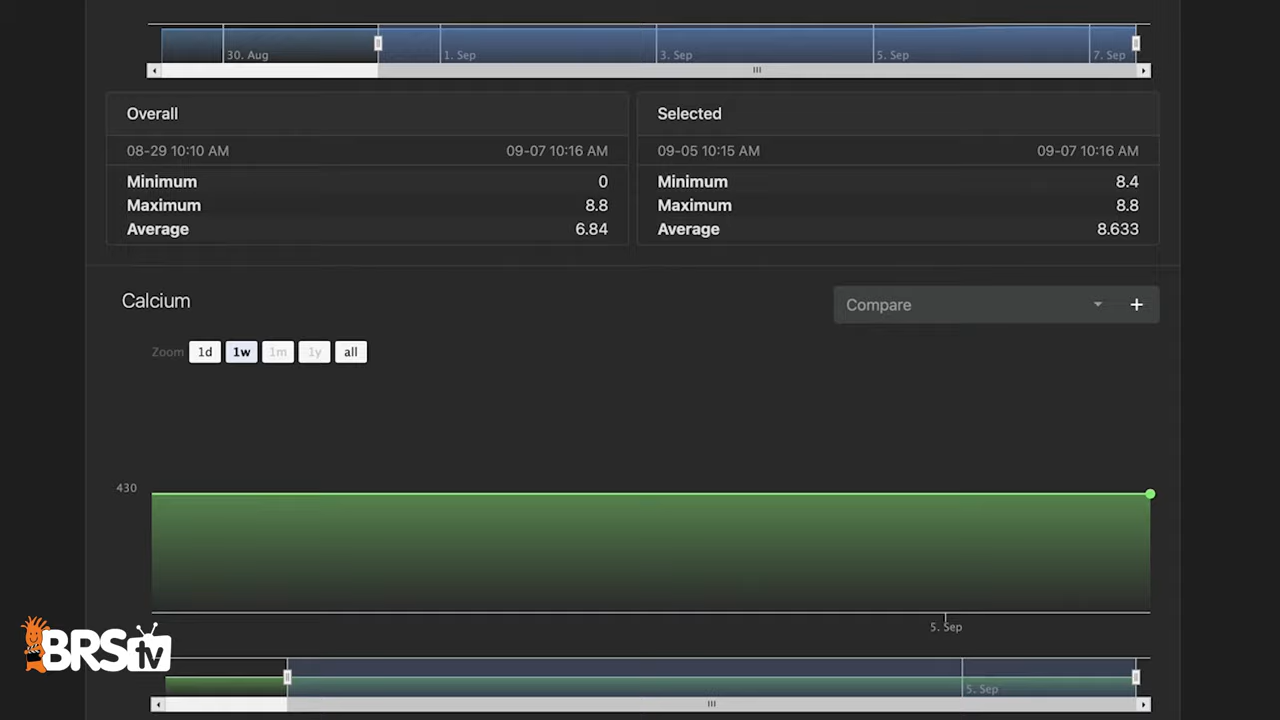 30. Aug 1. Sep 3. Sep 5. Sep 7. Sep
Overall
08-29 10:10 AM 09-07 10:16 AM
Minimum 0
Maximum 8.8
Average 6.84
Selected
09-05 10:15 AM 09-07 10:16 AM
Minimum 8.4
Maximum 8.8
Average 8.633
Calcium
Compare +
Zoom 1d 1w 1m 1y all
430
5. Sep
5. Sep
BRStv